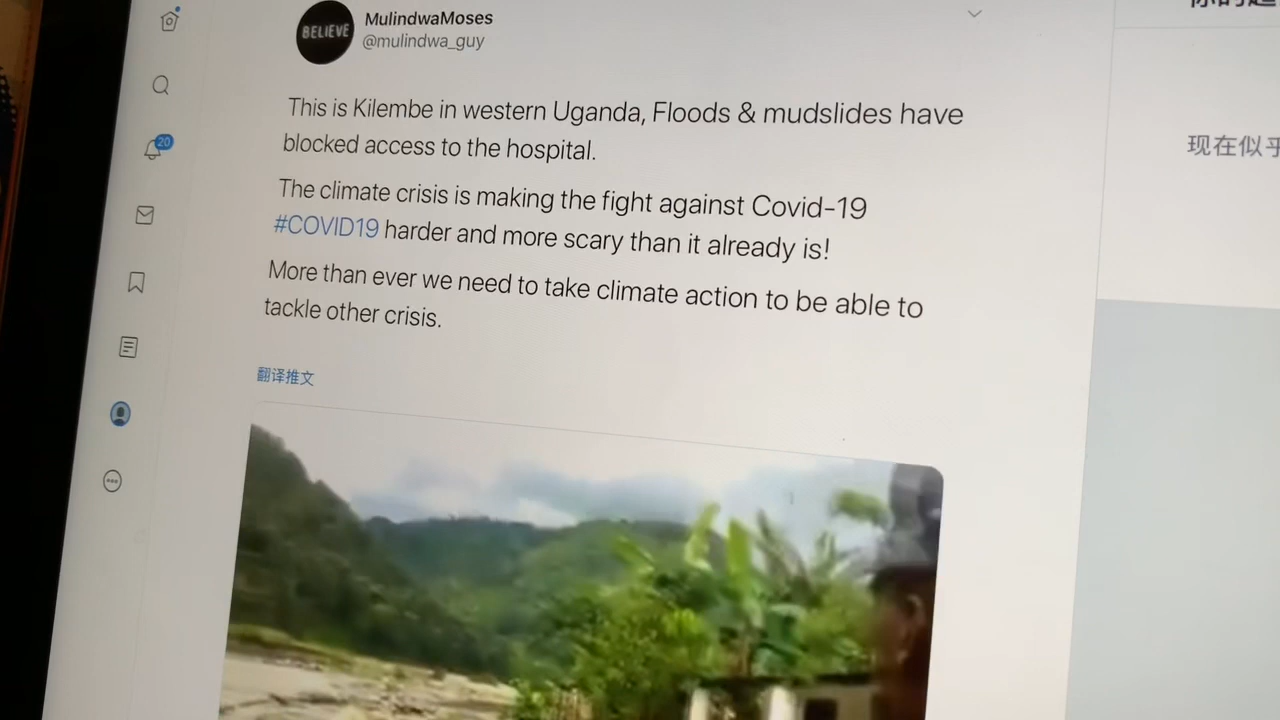 BELIEVE
MulindwaMoses
@mulindwa_guy
20
This is Kilembe in western Uganda, Floods & mudslides have
blocked access to the hospital.
The climate crisis is making the fight against Covid-19
#COVID19 harder and more scary than it already is!
More than ever we need to take climate action to be able to
tackle other crisis.
翻译推文
现在似乎